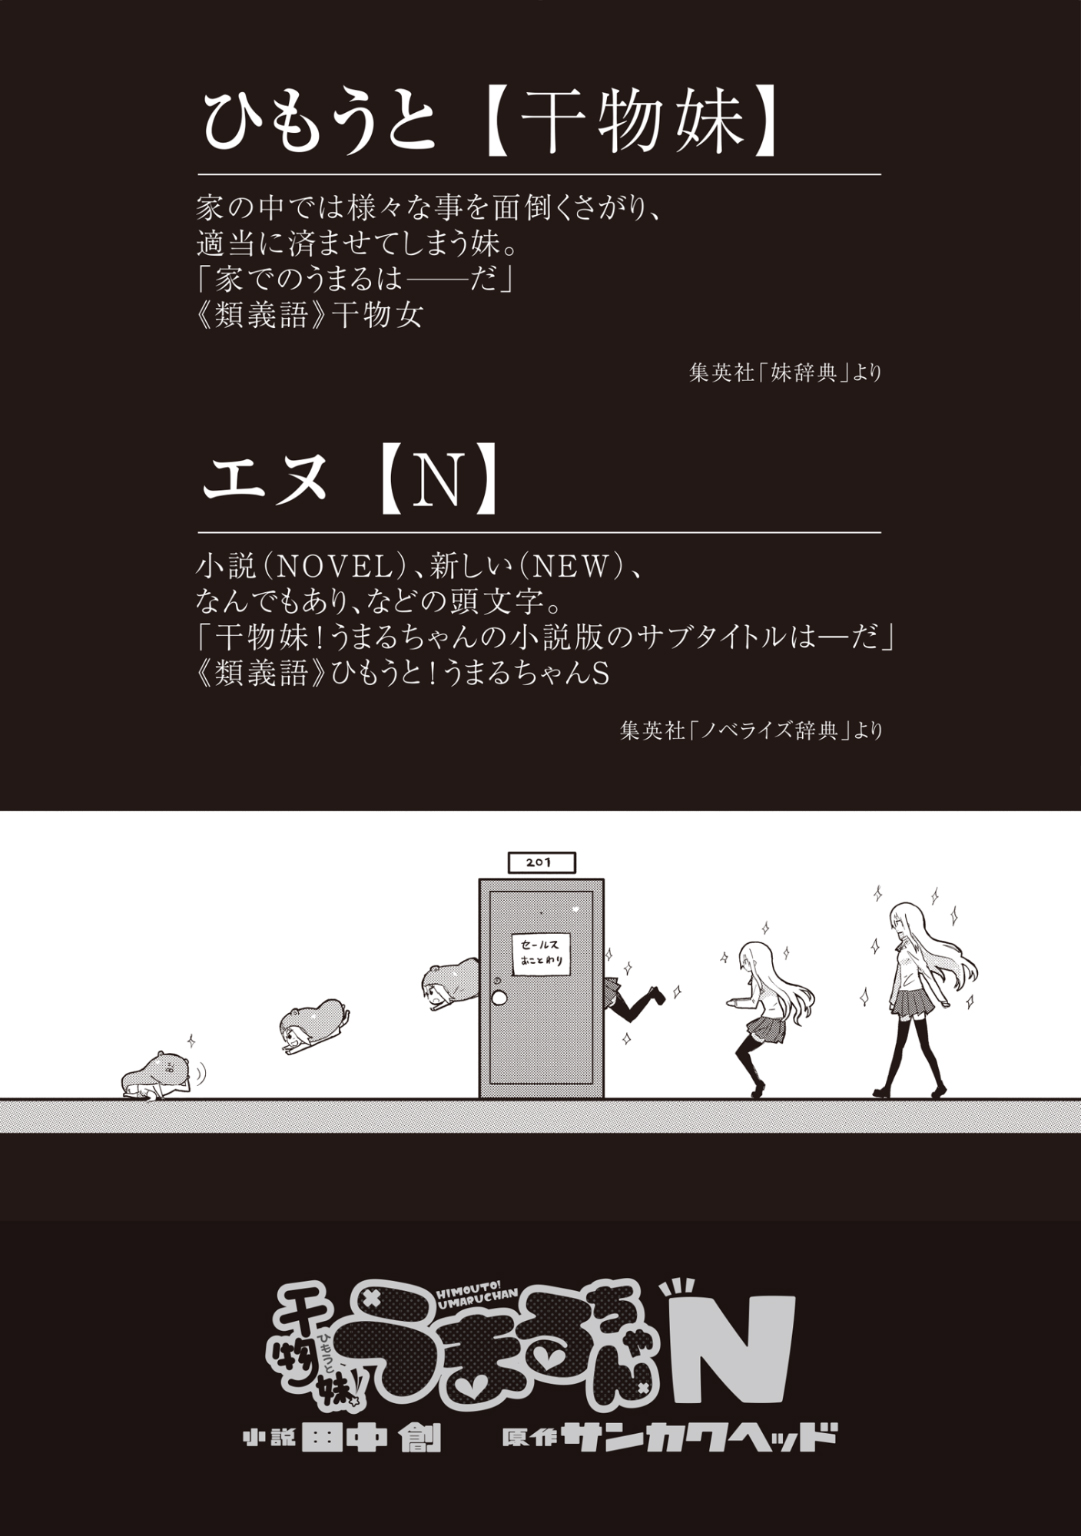 ひもうと【干物妹】
家の中では様々な事を面倒くさがり、
適当に済ませてしまう妹。
「家でのうまるは――だ」
《類義語》干物女
集英社「妹辞典」より
エヌ【N】
小説（NOVEL）、新しい（NEW）、
なんでもあり、などの頭文字。
「干物妹！うまるちゃんの小説版のサブタイトルは―だ」
《類義語》ひもうと！うまるちゃんS
集英社「ノベライズ辞典」より
201
セールス
おことわり
HIMOUTO!
UMARUCHAN
干物妹！
ひもうと
うまるちゃんN
小説 田中創 原作 サンカクヘッド